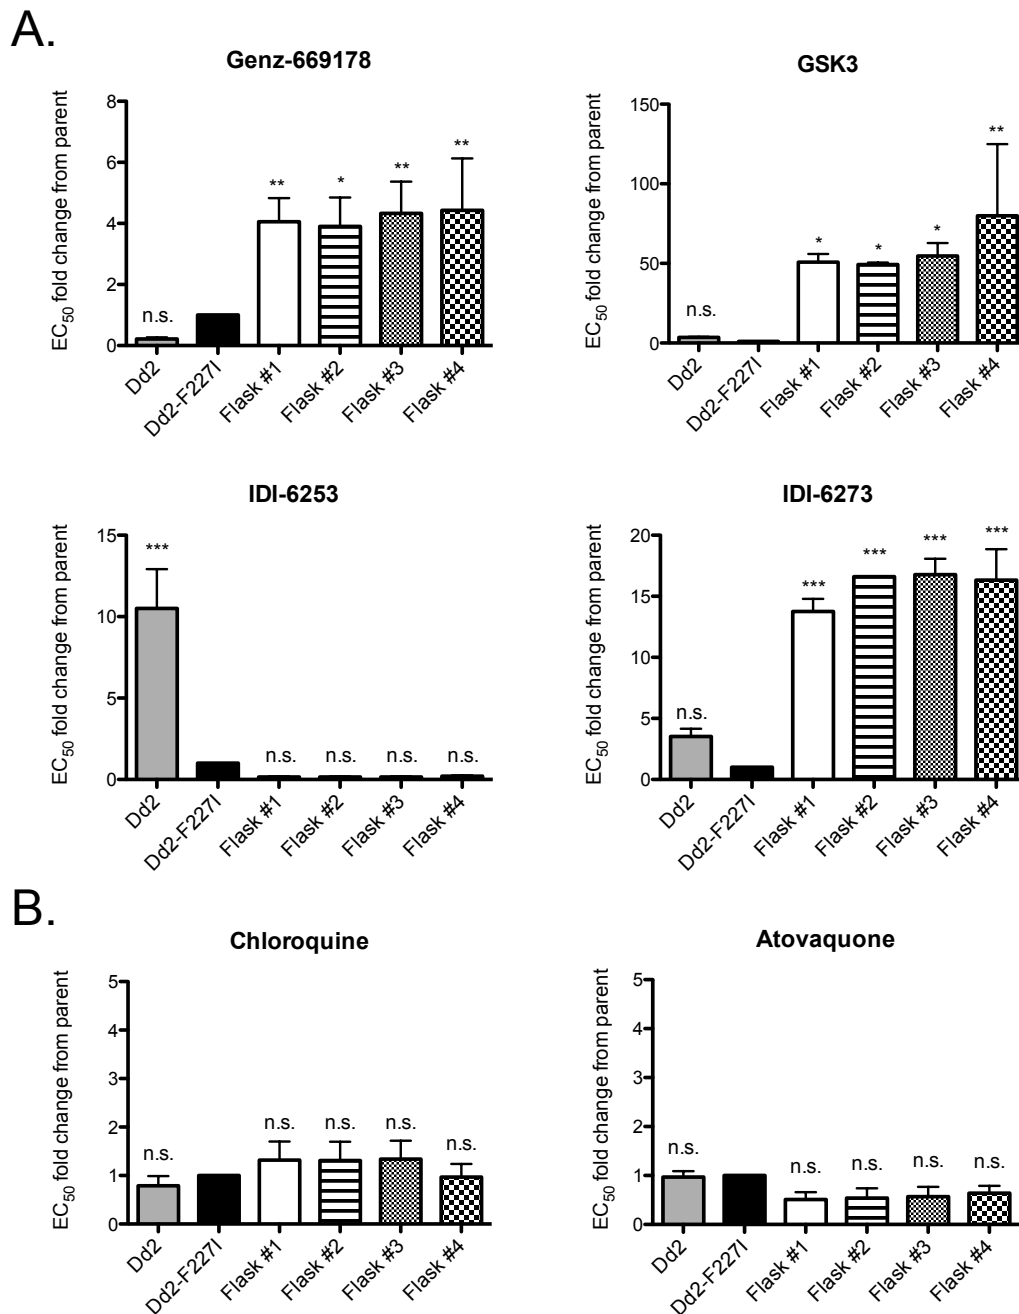 A.
Genz-669178
EC50 fold change from parent
8
6
4
2
0
n.s.
**
*
**
**
Dd2
Dd2-F227I
Flask #1
Flask #2
Flask #3
Flask #4
GSK3
EC50 fold change from parent
150
100
50
0
n.s.
*
*
*
**
Dd2
Dd2-F227I
Flask #1
Flask #2
Flask #3
Flask #4
IDI-6253
EC50 fold change from parent
15
10
5
0
***
n.s.
n.s.
n.s.
n.s.
Dd2
Dd2-F227I
Flask #1
Flask #2
Flask #3
Flask #4
IDI-6273
EC50 fold change from parent
20
15
10
5
0
n.s.
***
***
***
***
Dd2
Dd2-F227I
Flask #1
Flask #2
Flask #3
Flask #4
B.
Chloroquine
EC50 fold change from parent
5
4
3
2
1
0
n.s.
n.s.
n.s.
n.s.
n.s.
Dd2
Dd2-F227I
Flask #1
Flask #2
Flask #3
Flask #4
Atovaquone
EC50 fold change from parent
5
4
3
2
1
0
n.s.
n.s.
n.s.
n.s.
n.s.
Dd2
Dd2-F227I
Flask #1
Flask #2
Flask #3
Flask #4